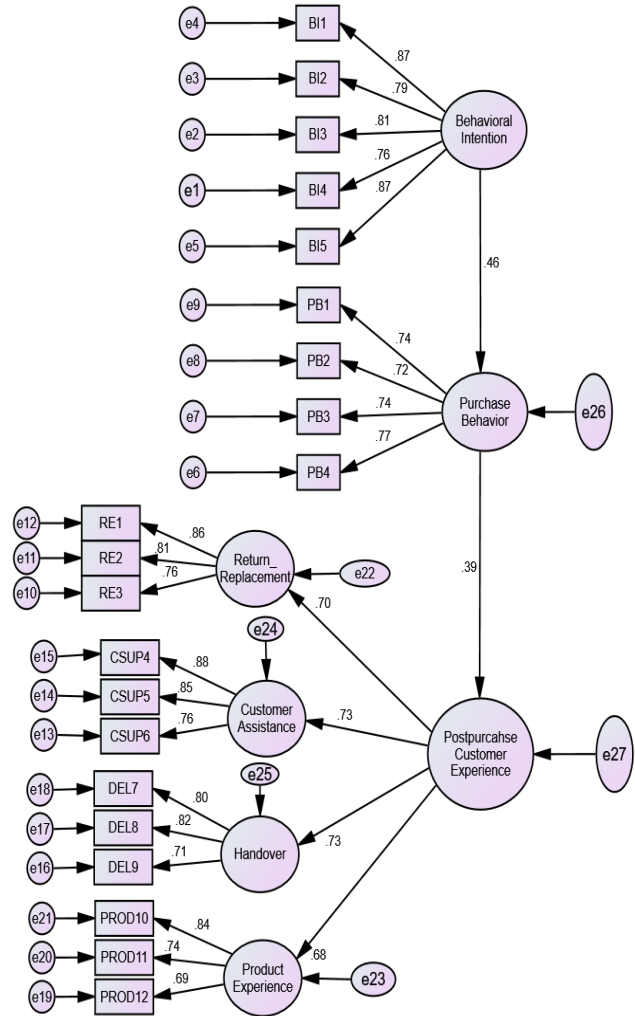 e4
BI1
.87
e3
BI2
.79
e2
BI3
.81
Behavioral
Intention
e1
BI4
.76
e5
BI5
.87
.46
e9
PB1
.74
e8
PB2
.72
e7
PB3
.74
Purchase
Behavior
e26
e6
PB4
.77
e12
RE1
.86
e11
RE2
.81
e10
RE3
.76
Return_
Replacement
e22
.39
.70
e24
e15
CSUP4
.88
e14
CSUP5
.85
e13
CSUP6
.76
Customer
Assistance
.73
Postpurcahse
Customer
Experience
e27
e25
e18
DEL7
.80
e17
DEL8
.82
e16
DEL9
.71
Handover
.73
e21
PROD10
.84
e20
PROD11
.74
e19
PROD12
.69
Product
Experience
.68
e23